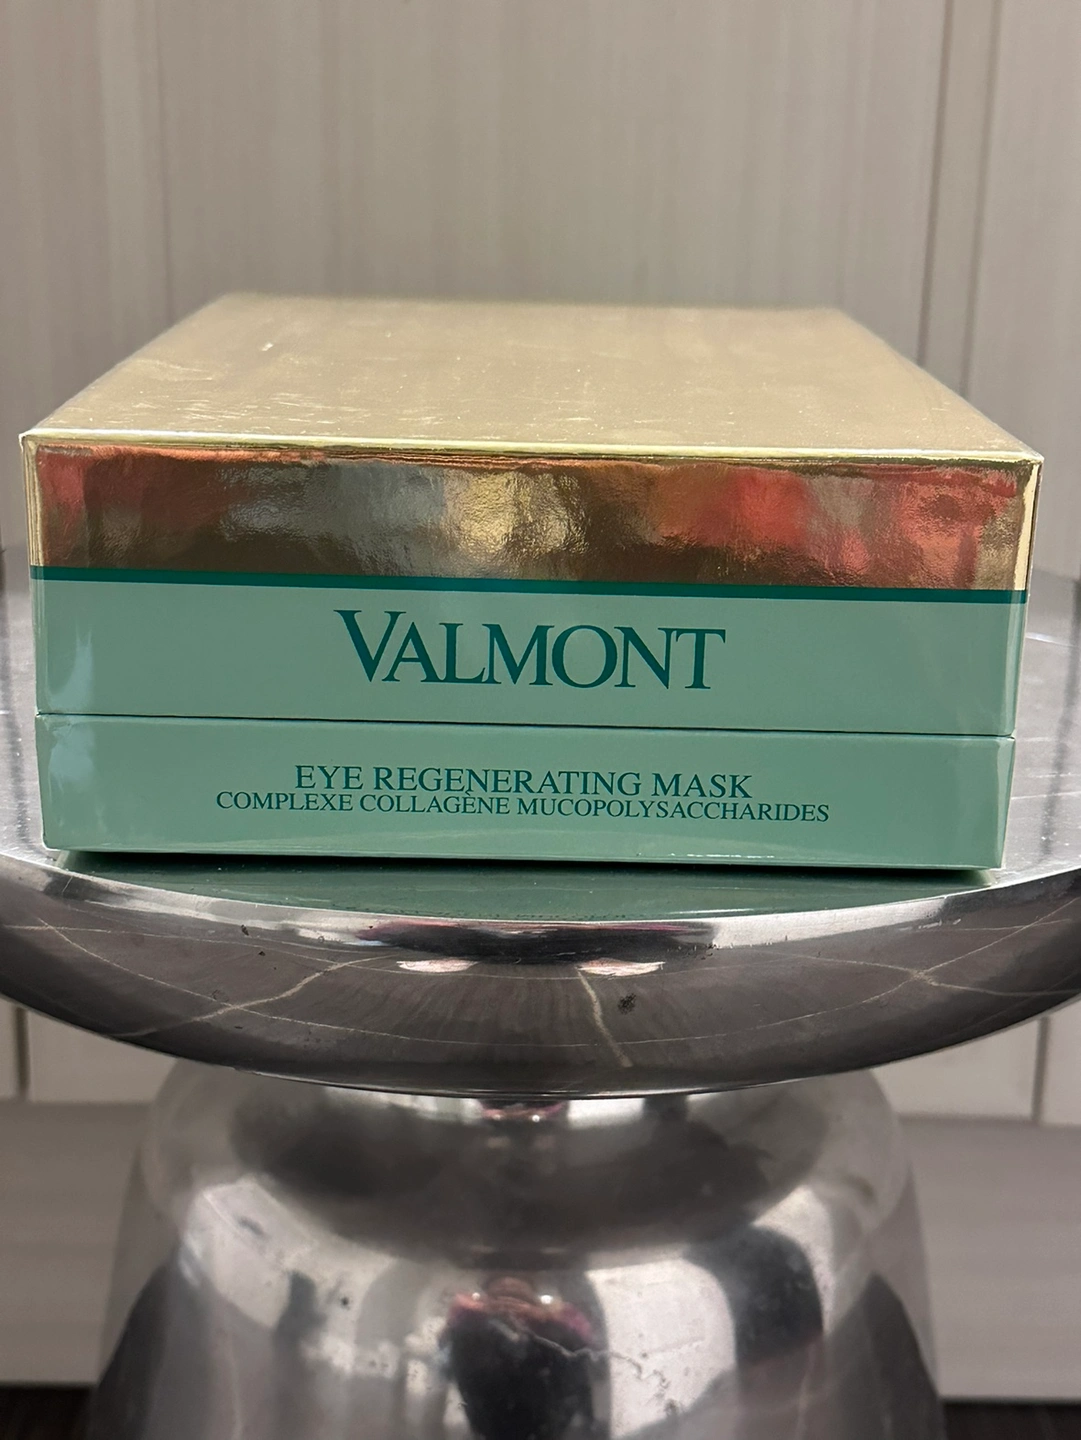 VALMONT
EYE REGENERATING MASK
COMPLEXE COLLAGÈNE MUCOPOLYSACCHARIDES